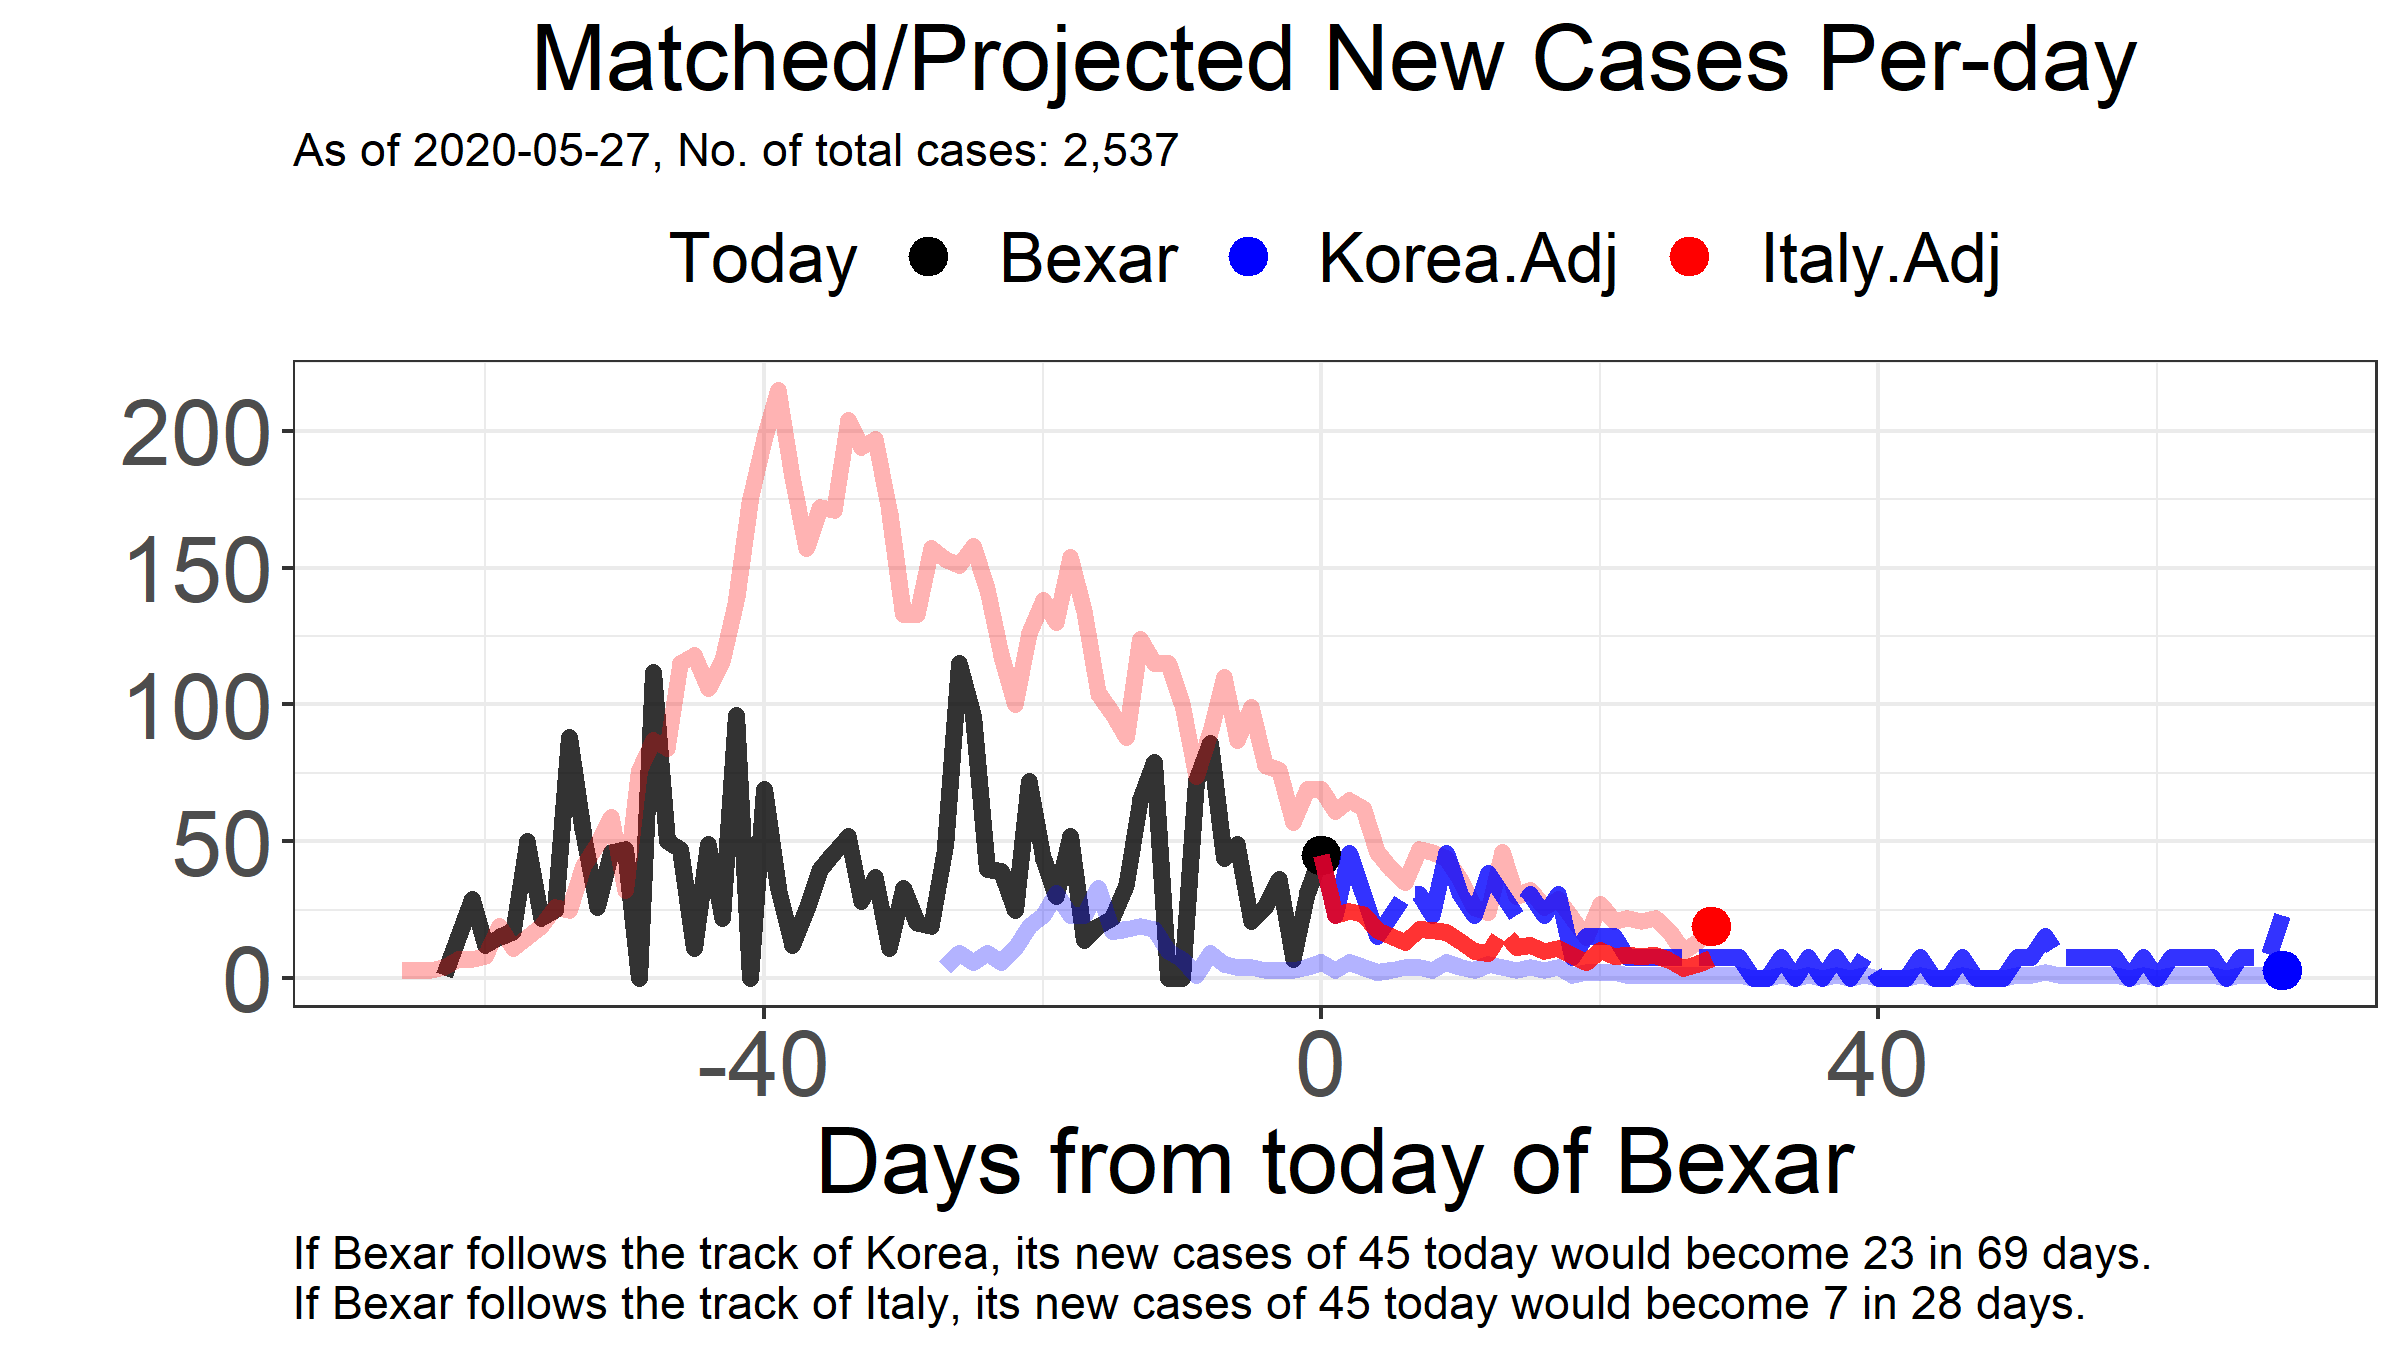 Matched/Projected New Cases Per-day
As of 2020-05-27, No. of total cases: 2,537
Today Bexar Korea.Adj Italy.Adj
200
150
100
50
0
-40 0 40
Days from today of Bexar
If Bexar follows the track of Korea, its new cases of 45 today would become 23 in 69 days.
If Bexar follows the track of Italy, its new cases of 45 today would become 7 in 28 days.